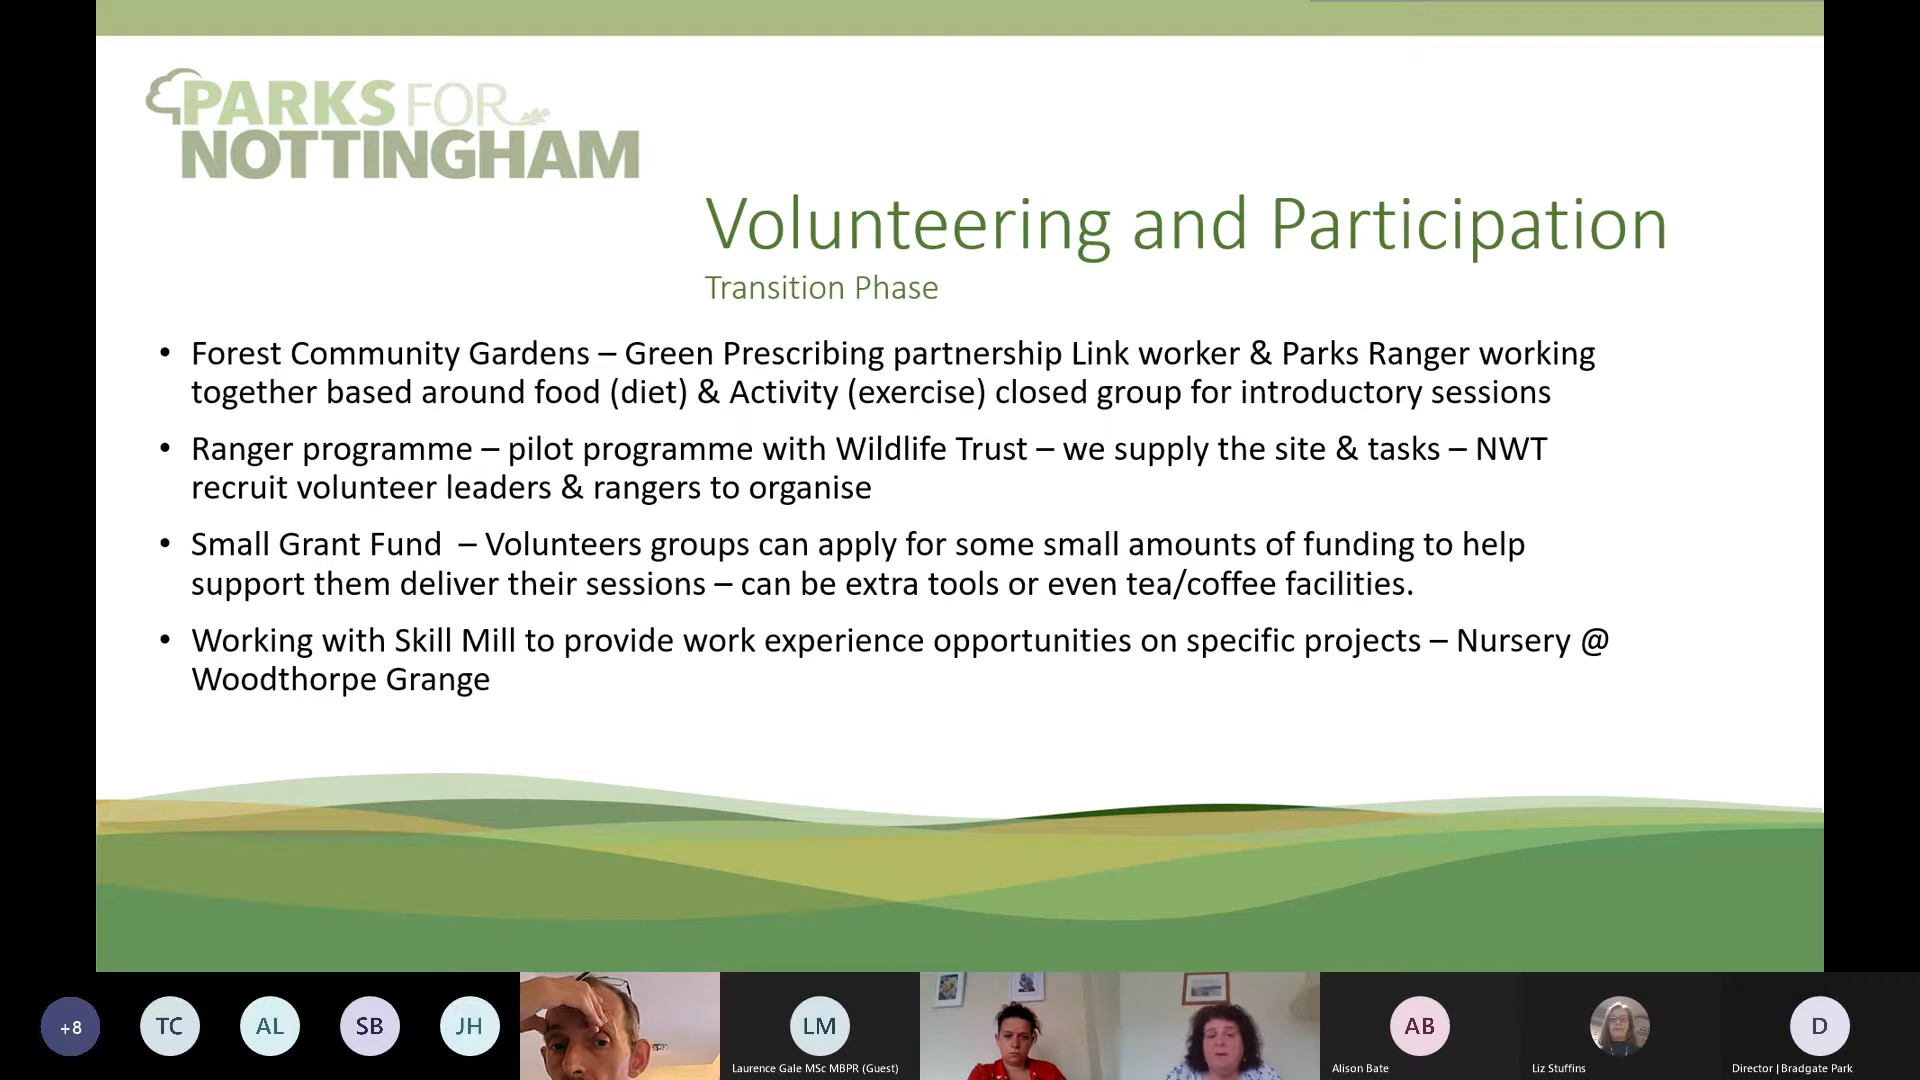 PARKS FOR
NOTTINGHAM
Volunteering and Participation
Transition Phase
• Forest Community Gardens – Green Prescribing partnership Link worker & Parks Ranger working
together based around food (diet) & Activity (exercise) closed group for introductory sessions
• Ranger programme – pilot programme with Wildlife Trust – we supply the site & tasks – NWT
recruit volunteer leaders & rangers to organise
• Small Grant Fund  – Volunteers groups can apply for some small amounts of funding to help
support them deliver their sessions – can be extra tools or even tea/coffee facilities.
• Working with Skill Mill to provide work experience opportunities on specific projects – Nursery @
Woodthorpe Grange
+8
TC
AL
SB
JH
LM
AB
D
Laurence Gale MSc MBPR (Guest)
Alison Bate
Liz Stuffins
Director | Bradgate Park